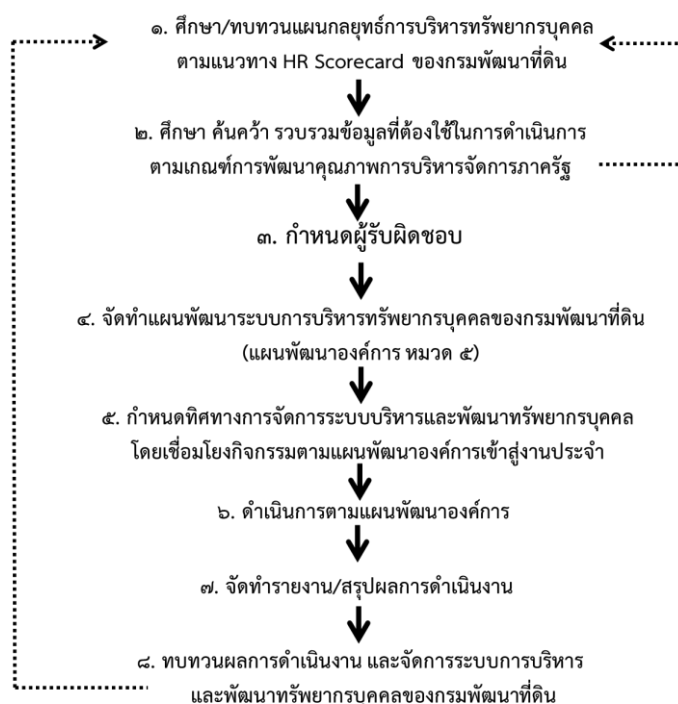 ๑. ศึกษา/ทบทวนแผนกลยุทธ์การบริหารทรัพยากรบุคคล
ตามแนวทาง HR Scorecard ของกรมพัฒนาที่ดิน
๒. ศึกษา ค้นคว้า รวบรวมข้อมูลที่ต้องใช้ในการดำเนินการ
ตามเกณฑ์การพัฒนาคุณภาพการบริหารจัดการภาครัฐ
๓. กำหนดผู้รับผิดชอบ
๔. จัดทำแผนพัฒนาระบบการบริหารทรัพยากรบุคคลของกรมพัฒนาที่ดิน
(แผนพัฒนาองค์การ หมวด ๕)
๕. กำหนดทิศทางการจัดการระบบบริหารและพัฒนาทรัพยากรบุคคล
โดยเชื่อมโยงกิจกรรมตามแผนพัฒนาองค์การเข้าสู่งานประจำ
๖. ดำเนินการตามแผนพัฒนาองค์การ
๗. จัดทำรายงาน/สรุปผลการดำเนินงาน
๘. ทบทวนผลการดำเนินงาน และจัดการระบบการบริหาร
และพัฒนาทรัพยากรบุคคลของกรมพัฒนาที่ดิน